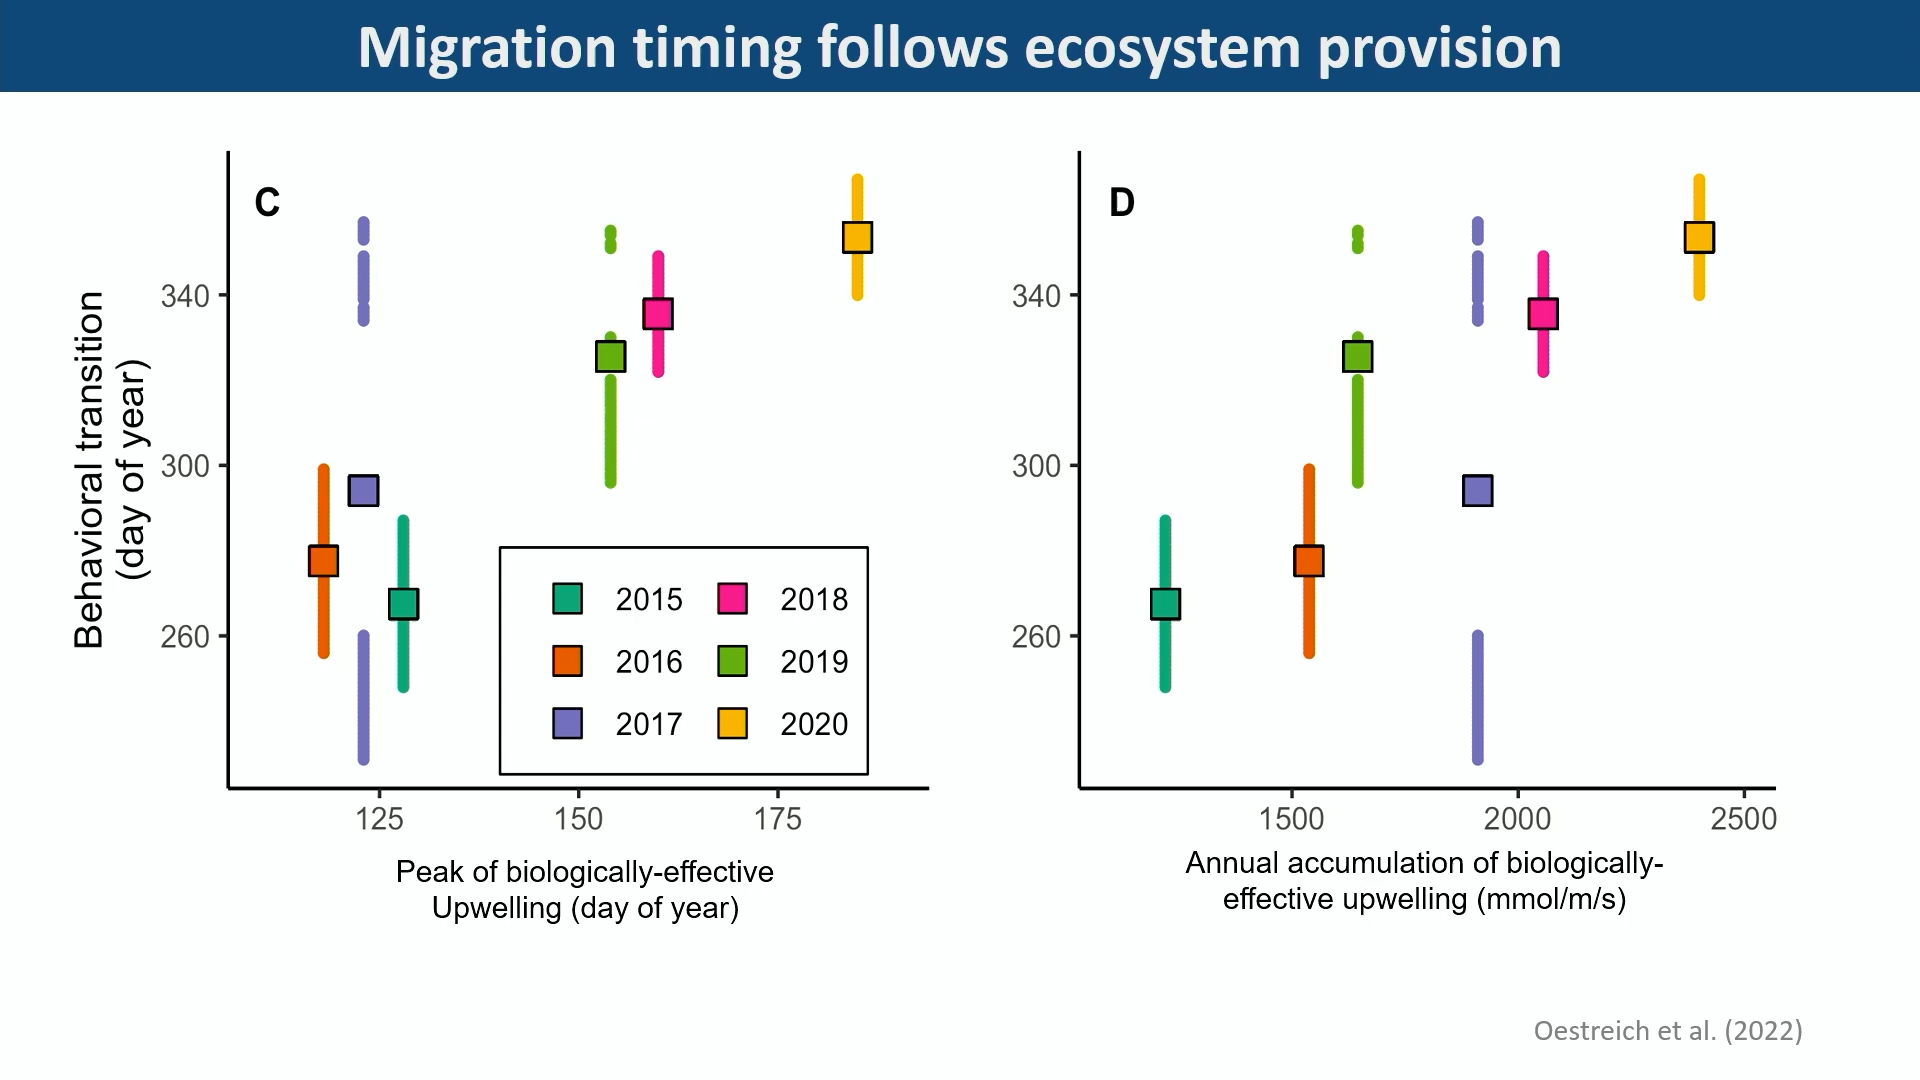 Migration timing follows ecosystem provision
C
Behavioral transition
(day of year)
340
300
260
2015
2018
2016
2019
2017
2020
125
150
175
Peak of biologically-effective
Upwelling (day of year)
D
340
300
260
1500
2000
2500
Annual accumulation of biologically-
effective upwelling (mmol/m/s)
Oestreich et al. (2022)